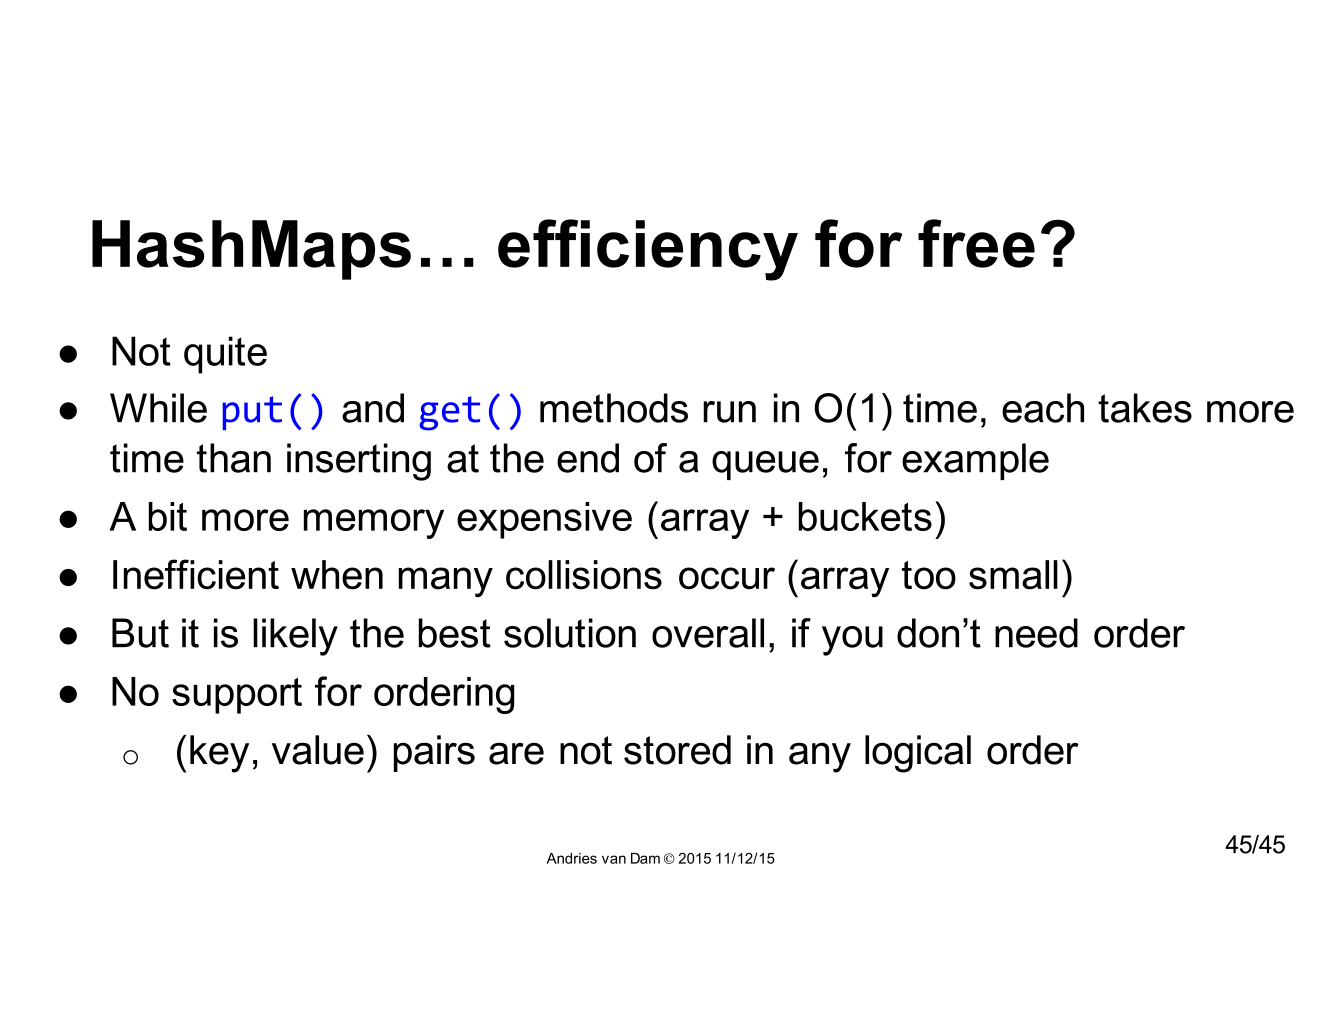 HashMaps… efficiency for free?
● Not quite
● While put() and get() methods run in O(1) time, each takes more
time than inserting at the end of a queue, for example
● A bit more memory expensive (array + buckets)
● Inefficient when many collisions occur (array too small)
● But it is likely the best solution overall, if you don’t need order
● No support for ordering
○ (key, value) pairs are not stored in any logical order
45/45
Andries van Dam © 2015 11/12/15